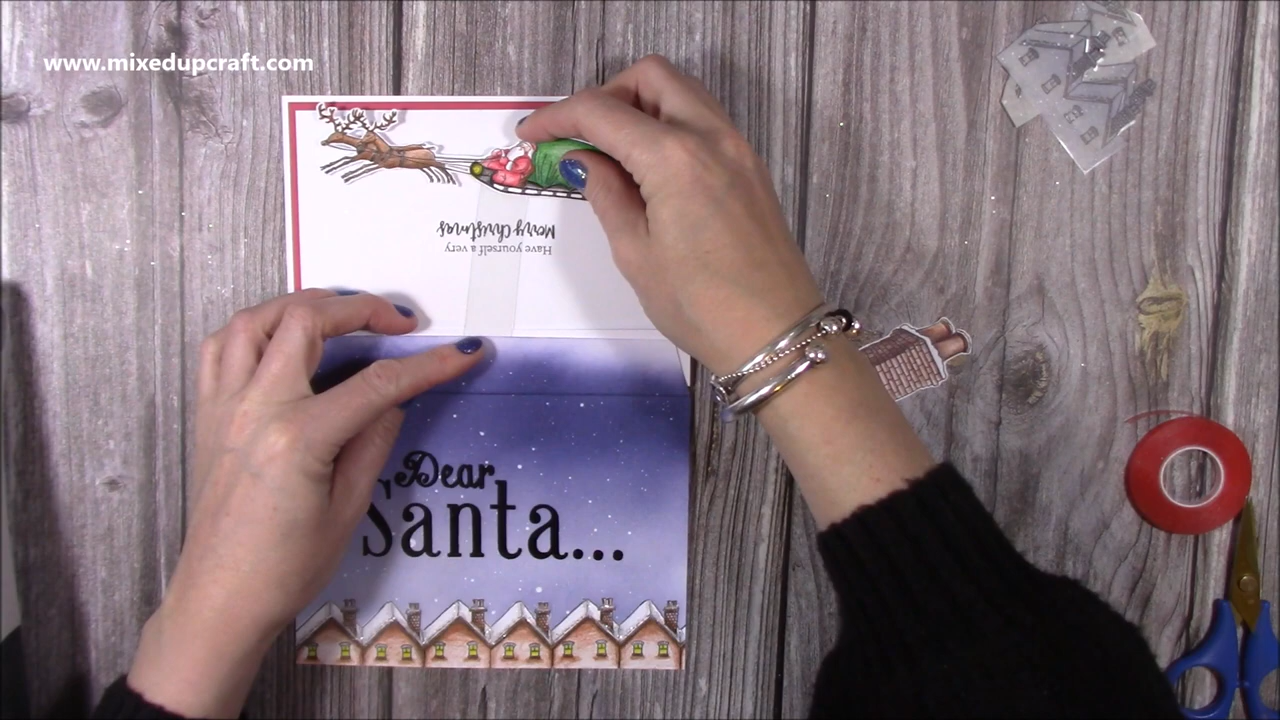 www.mixedupcraft.com
Have yourself a very
Merry Christmas
Dear
Santa...